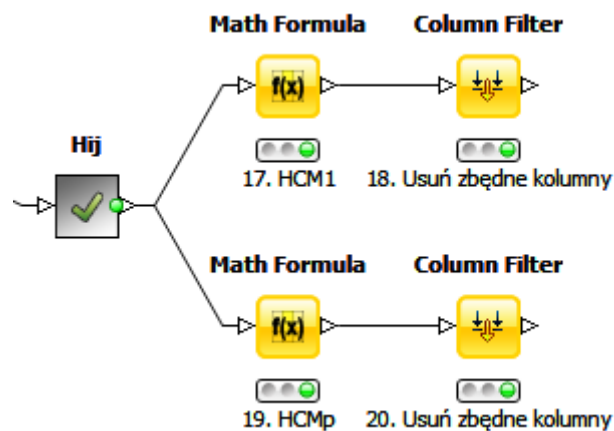 Math Formula Column Filter
f(x)
17. HCM1 18. Usuń zbędne kolumny
Hij
Math Formula Column Filter
f(x)
19. HCMp 20. Usuń zbędne kolumny